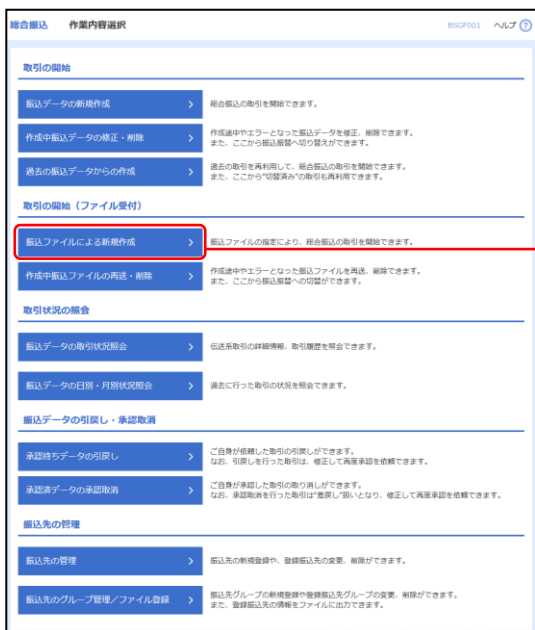 総合振込 作業内容選択 BSGF001 ヘルプ ?
取引の開始
振込データの新規作成 > 総合振込の取引を開始できます。
作成中振込データの修正・削除 > 作成途中やエラーとなった振込データを修正、削除できます。
また、ここから振込振替へ切り替えができます。
過去の振込データからの作成 > 過去の取引を再利用して、総合振込の取引を開始できます。
また、ここから“切替済み”の取引も再利用できます。
取引の開始（ファイル受付）
振込ファイルによる新規作成 > 振込ファイルの指定により、総合振込の取引を開始できます。
作成中振込ファイルの再送・削除 > 作成途中やエラーとなった振込ファイルを再送、削除できます。
また、ここから振込振替への切替ができます。
取引状況の照会
振込データの取引状況照会 > 伝送系取引の詳細情報、取引履歴を照会できます。
振込データの日別・月別状況照会 > 過去に行った取引の状況を照会できます。
振込データの引戻し・承認取消
承認待ちデータの引戻し > ご自身が依頼した取引の引戻しができます。
なお、引戻しを行った取引は、修正して再度承認を依頼できます。
承認済データの承認取消 > ご自身が承認した取引の取り消しができます。
なお、承認取消を行った取引は“差戻し”扱いとなり、修正して再度承認を依頼できます。
振込先の管理
振込先の管理 > 振込先の新規登録や、登録振込先の変更、削除ができます。
振込先のグループ管理／ファイル登録 > 振込先グループの新規登録や登録振込先グループの変更、削除ができます。
また、登録振込先の情報をファイルに出力できます。